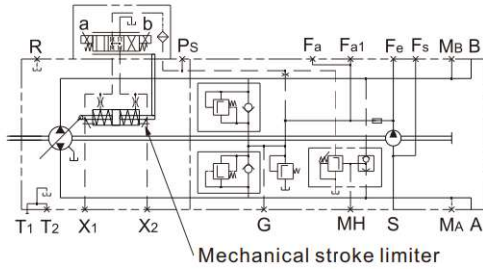 a b
R PS Fa Fa1 Fe Fs MB B
T1 T2 X1 X2 G MH S MA A
Mechanical stroke limiter